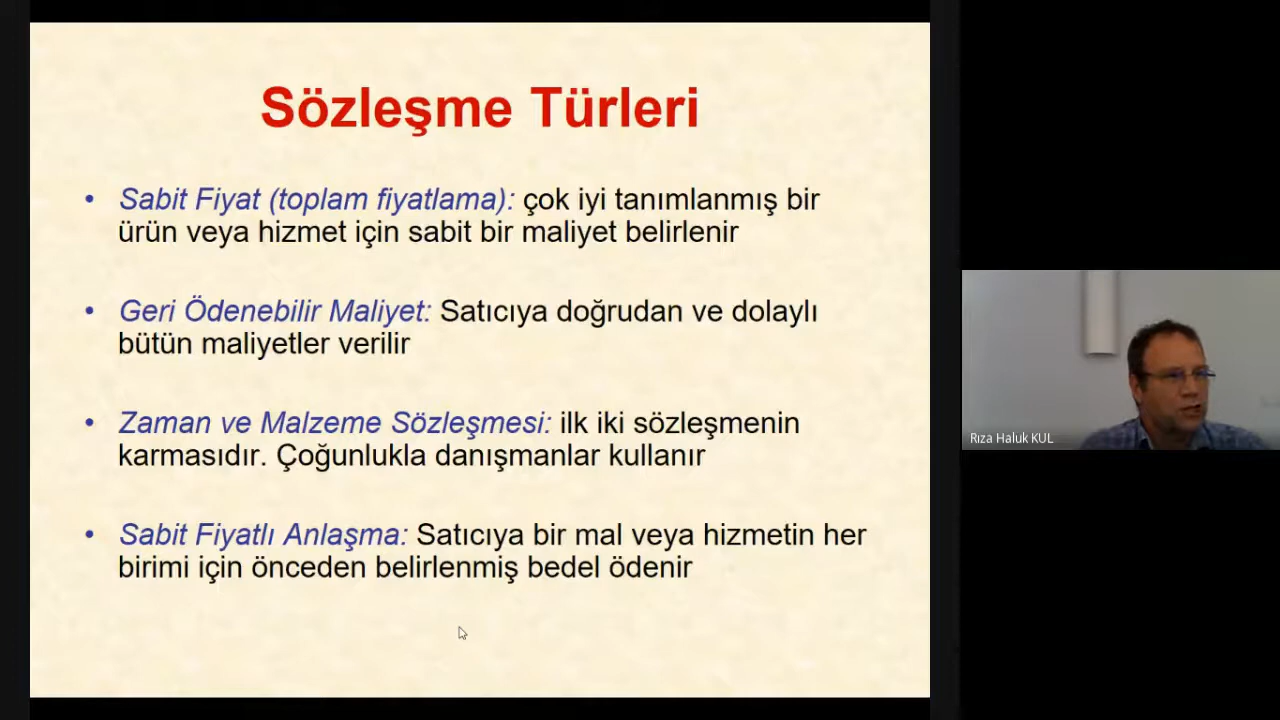 Sözleşme Türleri
• Sabit Fiyat (toplam fiyatlama): çok iyi tanımlanmış bir
ürün veya hizmet için sabit bir maliyet belirlenir
• Geri Ödenebilir Maliyet: Satıcıya doğrudan ve dolaylı
bütün maliyetler verilir
• Zaman ve Malzeme Sözleşmesi: ilk iki sözleşmenin
karmasıdır. Çoğunlukla danışmanlar kullanır
• Sabit Fiyatlı Anlaşma: Satıcıya bir mal veya hizmetin her
birimi için önceden belirlenmiş bedel ödenir
Rıza Haluk KUL